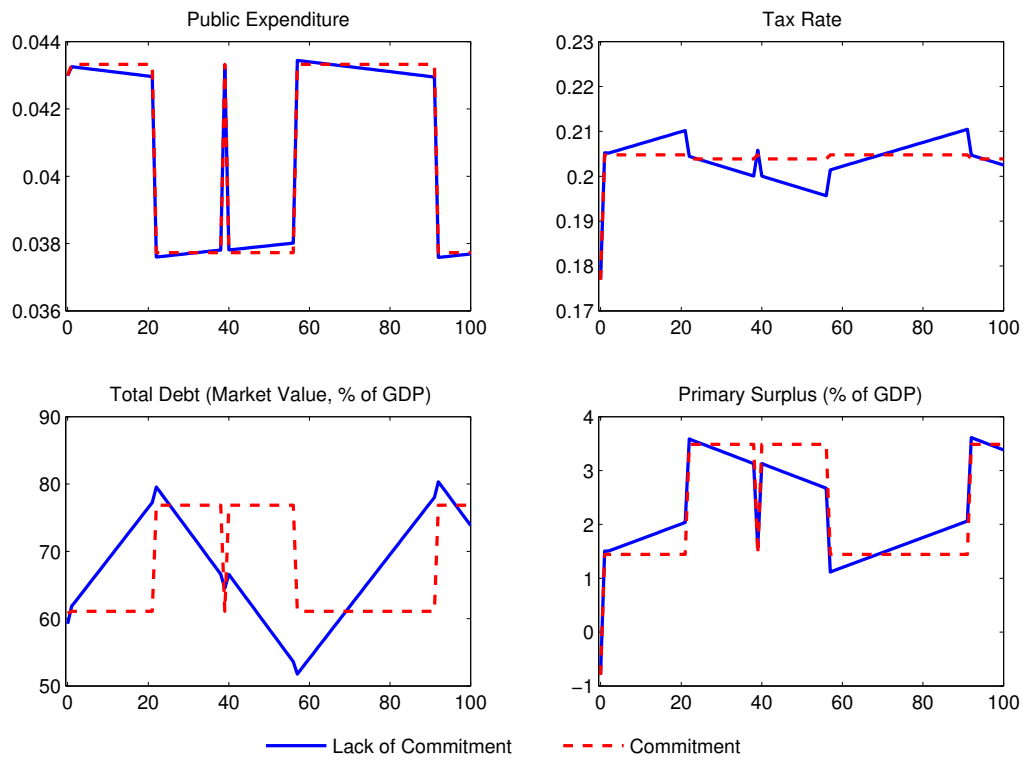 Public Expenditure
0.044
0.042
0.04
0.038
0.036
0 20 40 60 80 100
Tax Rate
0.23
0.22
0.21
0.2
0.19
0.18
0.17
0 20 40 60 80 100
Total Debt (Market Value, % of GDP)
90
80
70
60
50
0 20 40 60 80 100
Primary Surplus (% of GDP)
4
3
2
1
0
−1
0 20 40 60 80 100
Lack of Commitment
Commitment